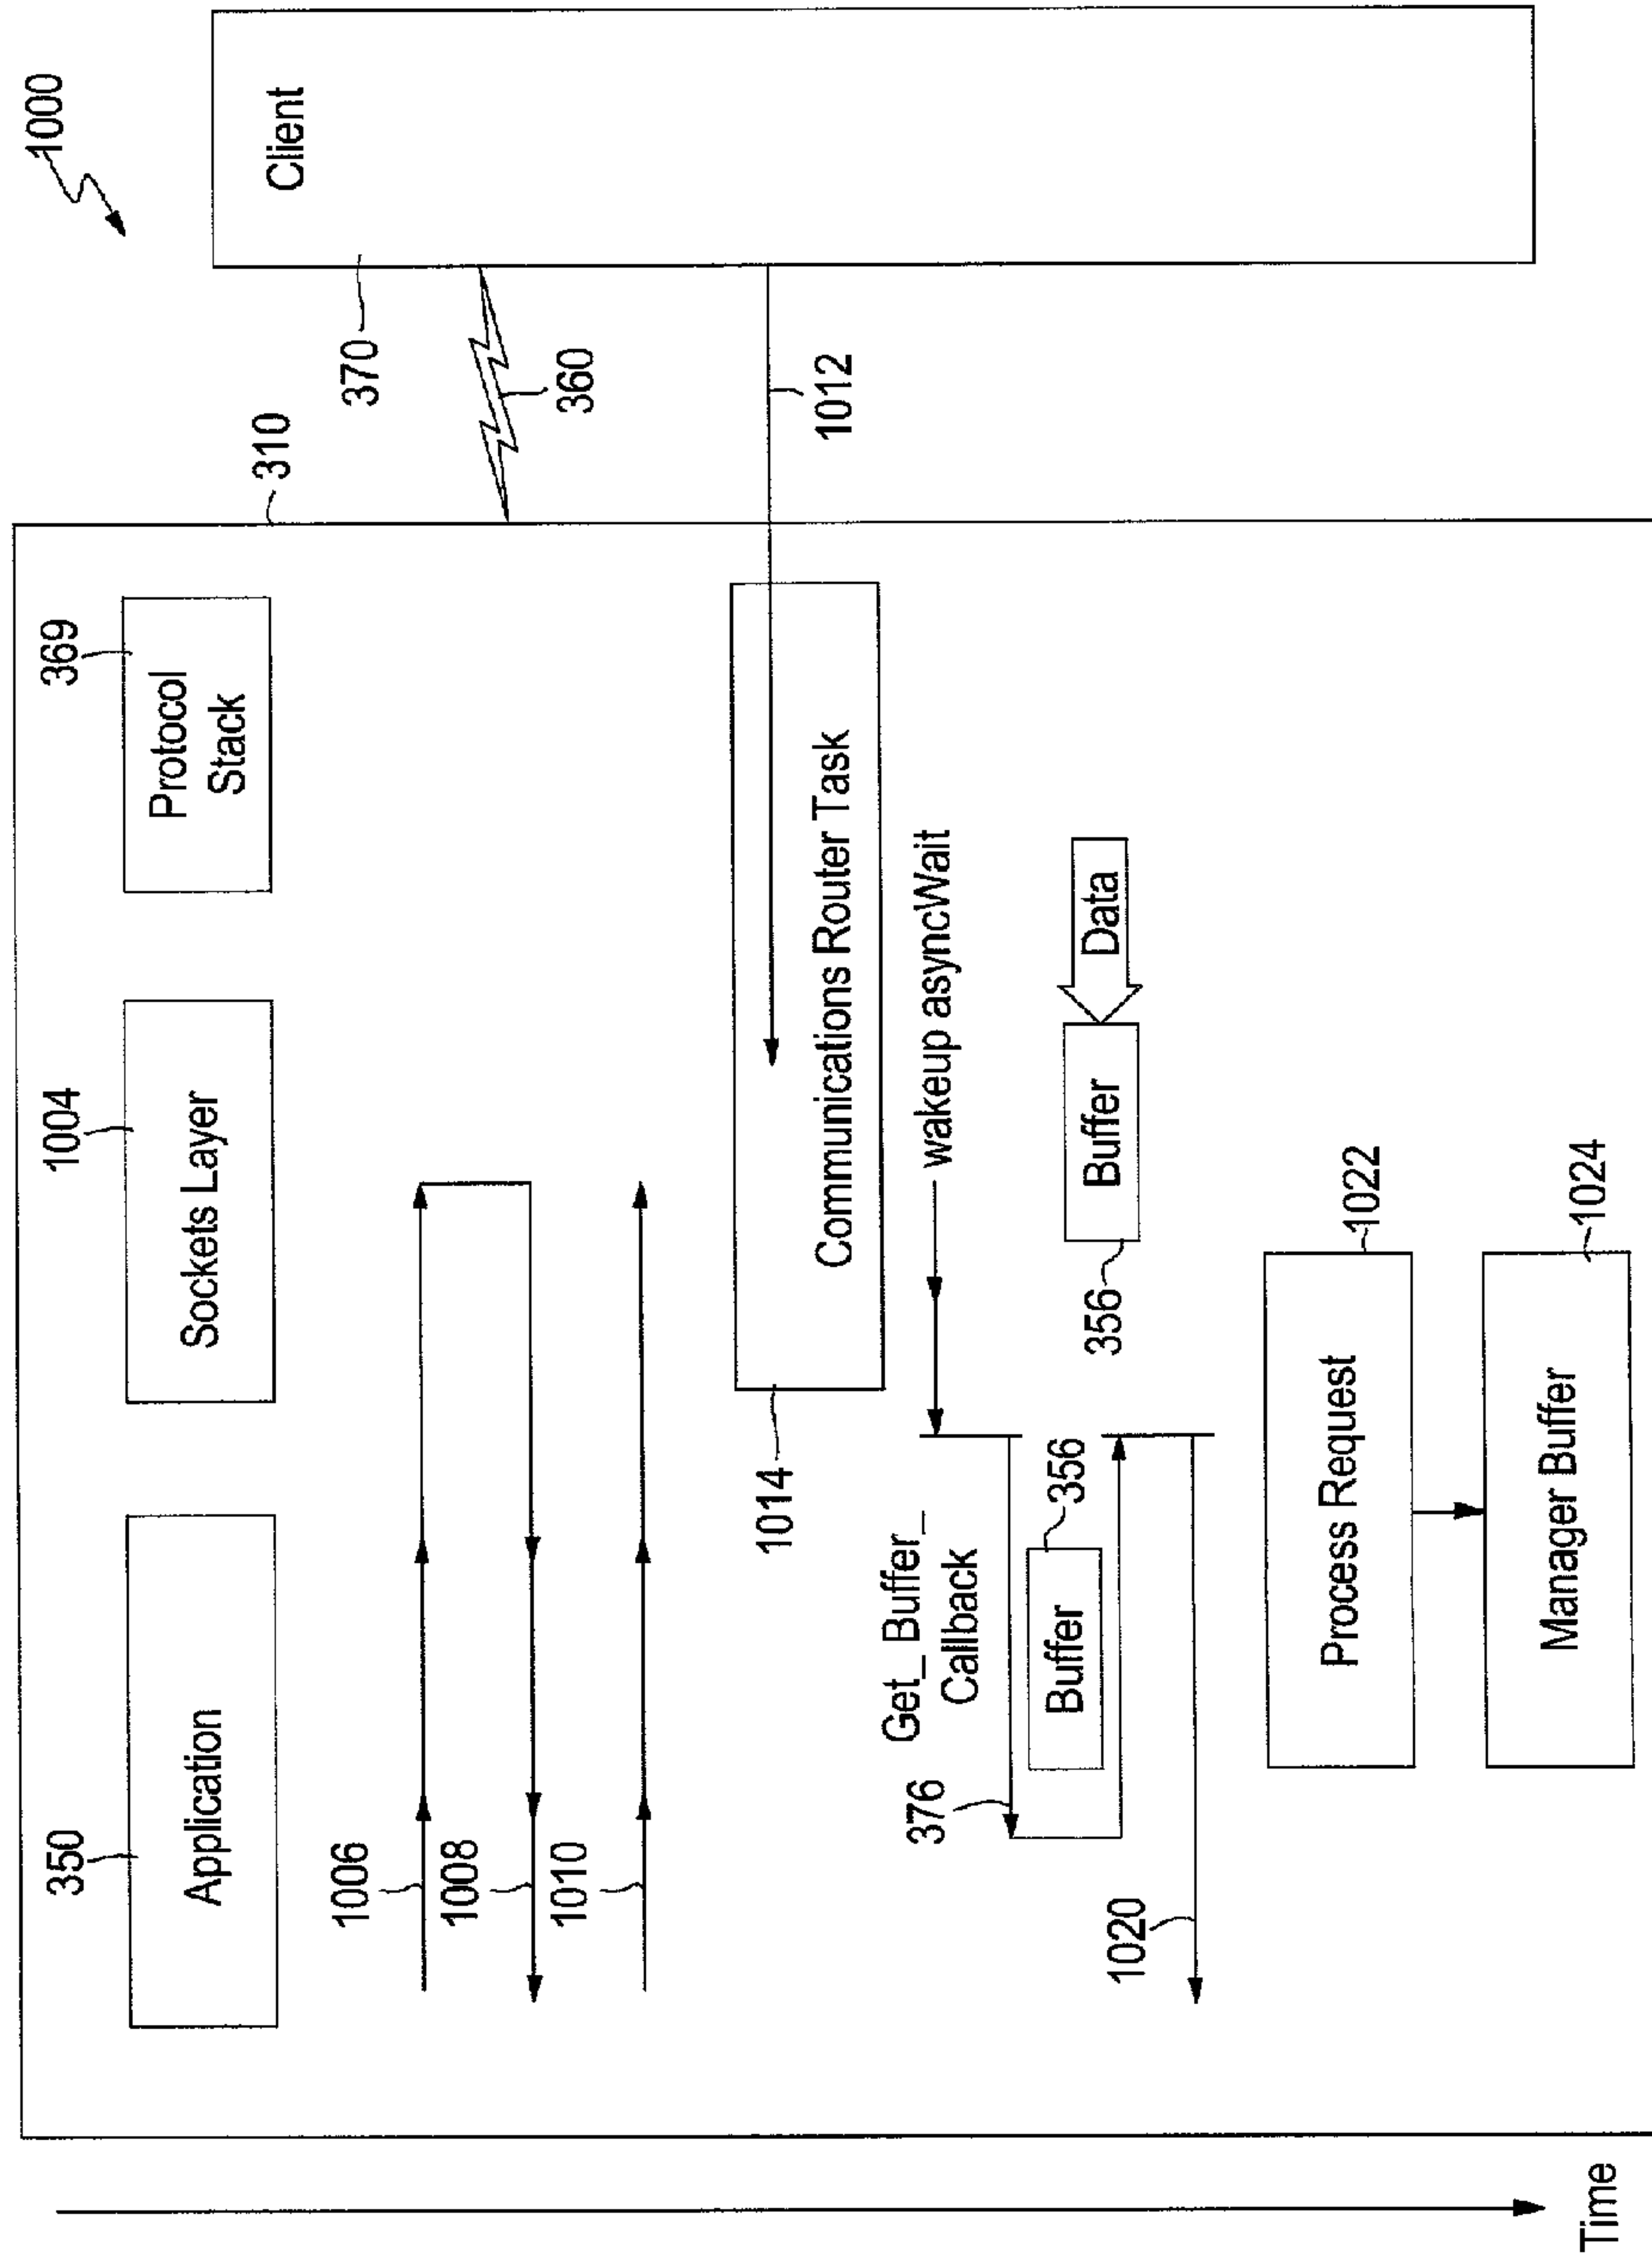 1000
350
Application
1004
Sockets Layer
369
Protocol
Stack
310
370
Client
360
1006
1008
1010
1012
1014
Communications Router Task
wakeup asyncWait
Get_Buffer_
Callback
376
Buffer
356
356
Buffer
Data
1020
Process Request
1022
Manager Buffer
1024
Time